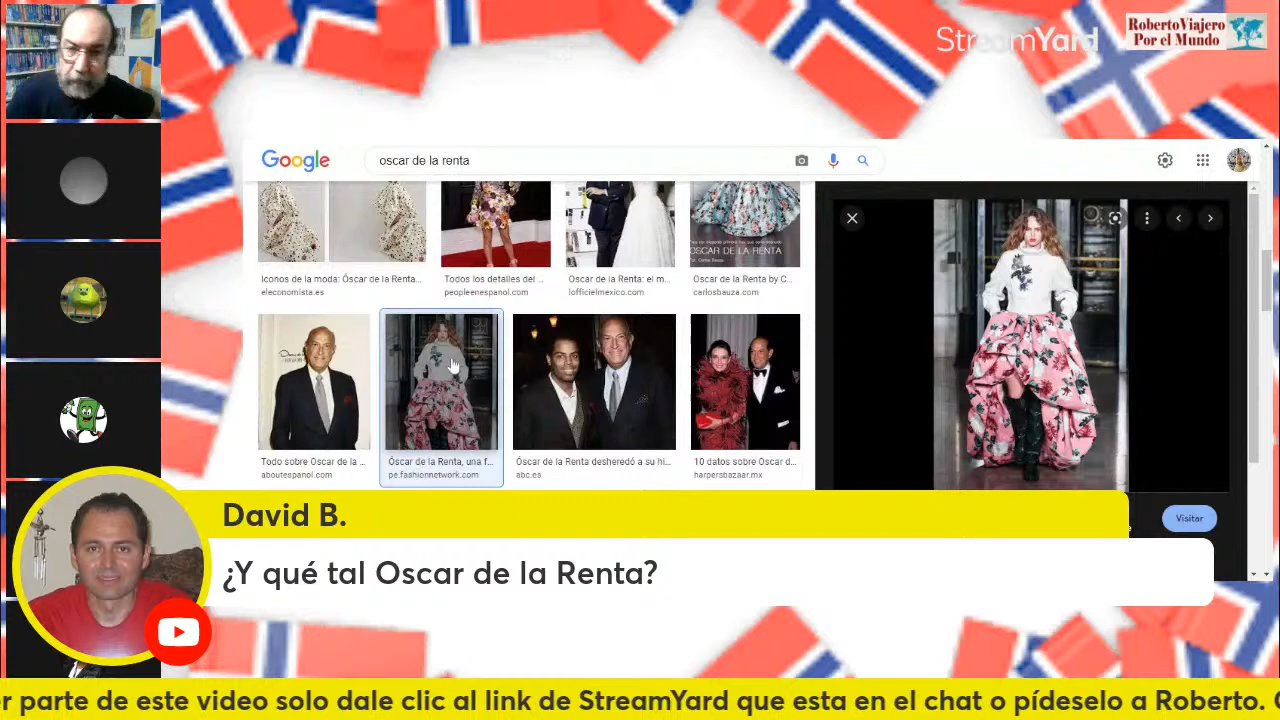 StreamYard
RobertoViajero
Por el Mundo
Google
oscar de la renta
OSCAR DE LA RENTA
Iconos de la moda: Óscar de la Renta...
eleconomista.es
Todos los detalles del ...
peopleenespanol.com
Oscar de la Renta: el m...
lofficielmexico.com
Oscar de la Renta by C...
carlosbauza.com
Todo sobre Oscar de la ...
aboutespanol.com
Óscar de la Renta, una f...
pe.fashionnetwork.com
Óscar de la Renta desheredó a su hi...
abc.es
10 datos sobre Oscar d...
harpersbazaar.mx
Visitar
David B.
¿Y qué tal Oscar de la Renta?
r parte de este video solo dale clic al link de StreamYard que esta en el chat o pídeselo a Roberto.